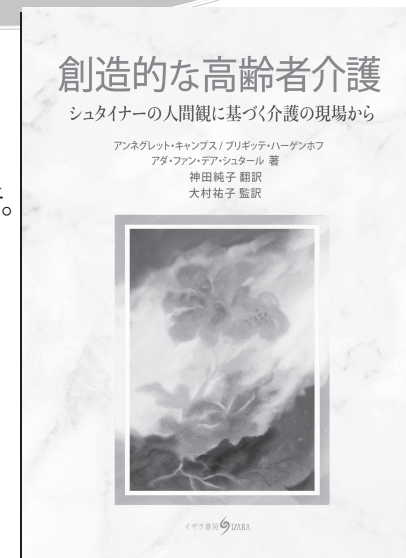 創造的な高齢者介護
シュタイナーの人間観に基づく介護の現場から
アンネグレット・キャンプス / ブリギッテ・ハーゲンホフ
アダ・ファン・デア・シュタール 著
神田純子 翻訳
大村祐子 監訳
イザラ書房 IZARA